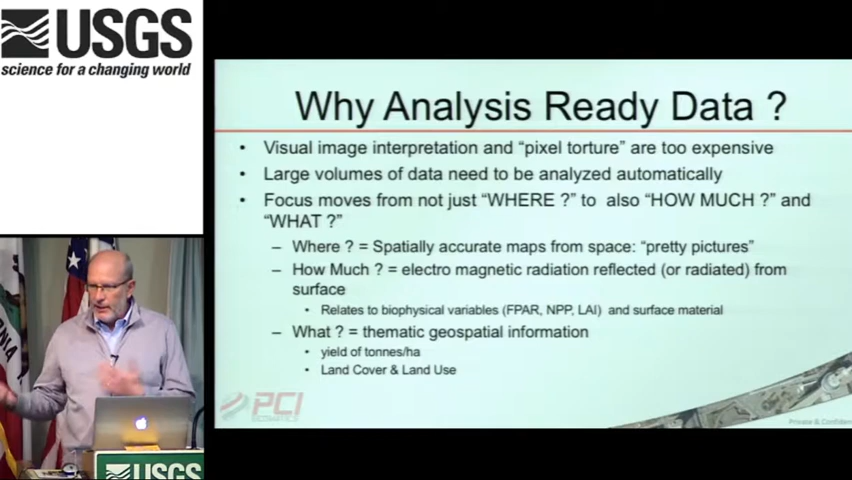 USGS
science for a changing world
Why Analysis Ready Data ?
• Visual image interpretation and “pixel torture” are too expensive
• Large volumes of data need to be analyzed automatically
• Focus moves from not just “WHERE ?” to also “HOW MUCH ?” and
“WHAT ?”
– Where ? = Spatially accurate maps from space: “pretty pictures”
– How Much ? = electro magnetic radiation reflected (or radiated) from
surface
• Relates to biophysical variables (FPAR, NPP, LAI) and surface material
– What ? = thematic geospatial information
• yield of tonnes/ha
• Land Cover & Land Use
PCI
GEOMATICS
Private &
USGS